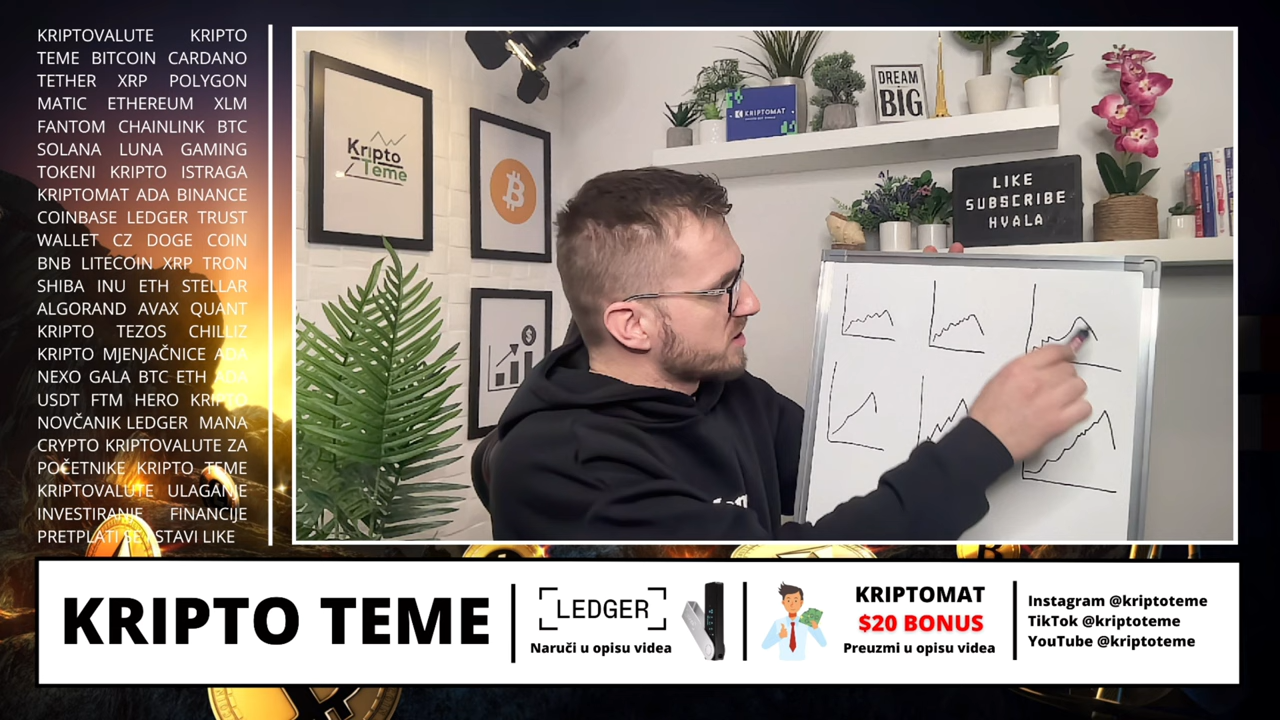 KRIPTOVALUTE KRIPTO
TEME BITCOIN CARDANO
TETHER XRP POLYGON
MATIC ETHEREUM XLM
FANTOM CHAINLINK BTC
SOLANA LUNA GAMING
TOKENI KRIPTO ISTRAGA
KRIPTOMAT ADA BINANCE
COINBASE LEDGER TRUST
WALLET CZ DOGE COIN
BNB LITECOIN XRP TRON
SHIBA INU ETH STELLAR
ALGORAND AVAX QUANT
KRIPTO TEZOS CHILLIZ
KRIPTO MJENJAČNICE ADA
NEXO GALA BTC ETH ADA
USDT FTM HERO KRIPTO
NOVČANIK LEDGER MANA
CRYPTO KRIPTOVALUTE ZA
POČETNIKE KRIPTO TEME
KRIPTOVALUTE ULAGANJE
INVESTIRANJE FINANCIJE
PRETPLATI SE I STAVI LIKE
Kripto
Teme
KRIPTOMAT
DREAM
BIG
LIKE
SUBSCRIBE
HVALA
KRIPTO TEME
LEDGER
Naruči u opisu videa
KRIPTOMAT
$20 BONUS
Preuzmi u opisu videa
Instagram @kriptoteme
TikTok @kriptoteme
YouTube @kriptoteme